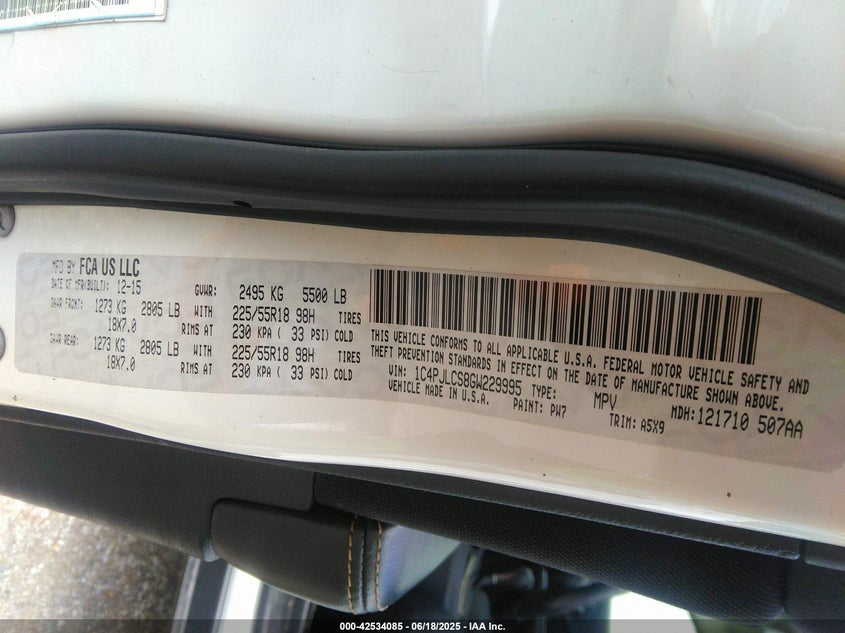 MFD BY FCA US LLC
DATE OF MFR(BUILT): 12-15 GVWR: 2495 KG 5500 LB
GAWR FRONT: 1273 KG 2805 LB WITH 225/55R18 98H TIRES
18X7.0 RIMS AT 230 KPA ( 33 PSI) COLD
GAWR REAR: 1273 KG 2805 LB WITH 225/55R18 98H TIRES
18X7.0 RIMS AT 230 KPA ( 33 PSI) COLD
THIS VEHICLE CONFORMS TO ALL APPLICABLE U.S.A. FEDERAL MOTOR VEHICLE SAFETY AND
THEFT PREVENTION STANDARDS IN EFFECT ON THE DATE OF MANUFACTURE SHOWN ABOVE.
VIN: 1C4PJLCS8GW229995 TYPE: MPV MDH: 121710 507AA
VEHICLE MADE IN U.S.A. PAINT: PW7 TRIM: A5X9
000-42534085 - 06/18/2025 - IAA Inc.